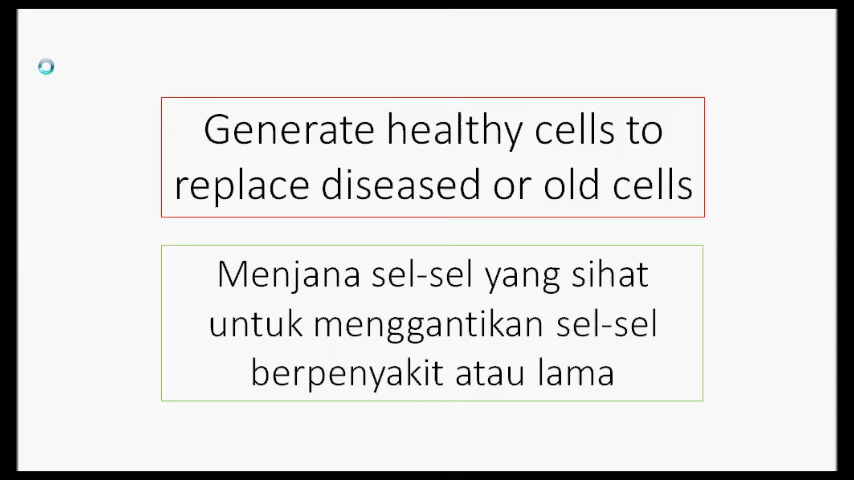 Generate healthy cells to
replace diseased or old cells
Menjana sel-sel yang sihat
untuk menggantikan sel-sel
berpenyakit atau lama